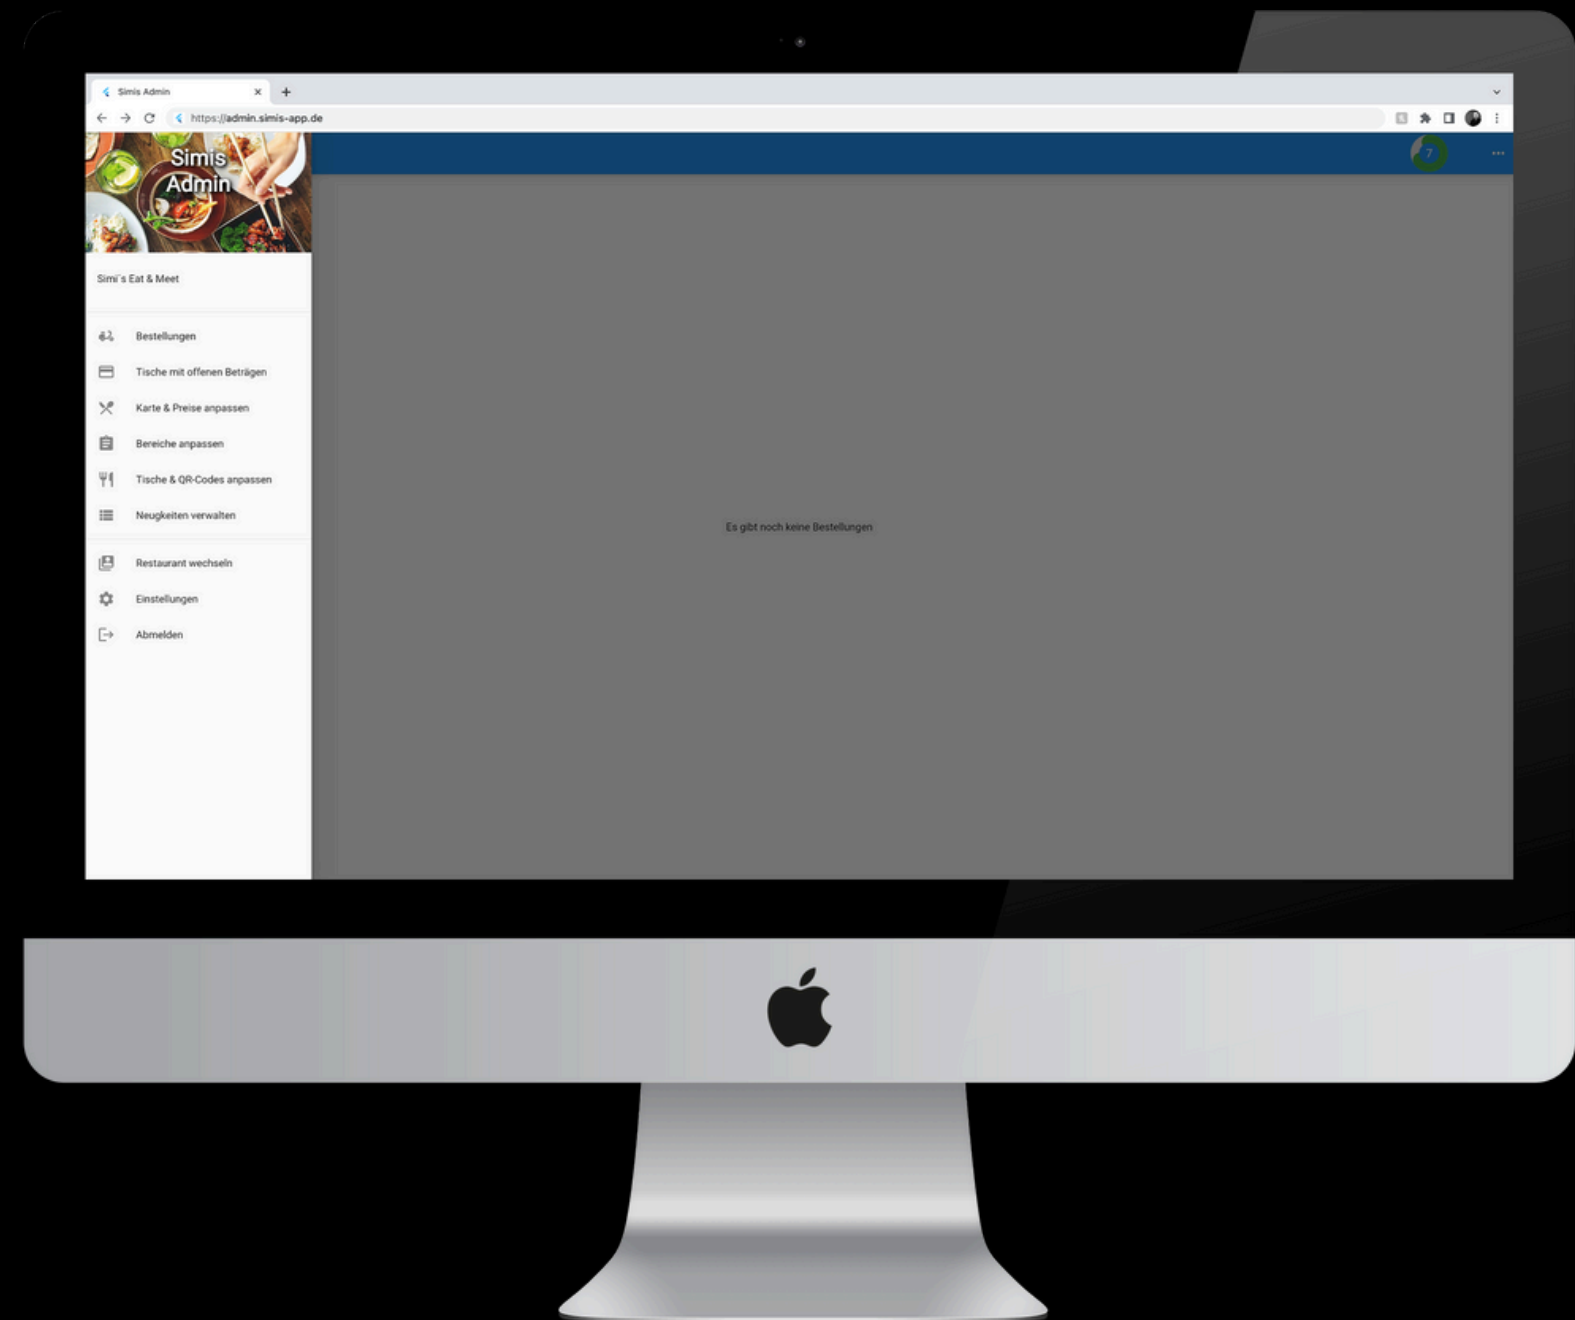 Simis Admin
https://admin.simis-app.de
Simis
Admin
7
Simi`s Eat & Meet
Bestellungen
Tische mit offenen Beträgen
Karte & Preise anpassen
Bereiche anpassen
Tische & QR-Codes anpassen
Neugkeiten verwalten
Restaurant wechseln
Einstellungen
Abmelden
Es gibt noch keine Bestellungen